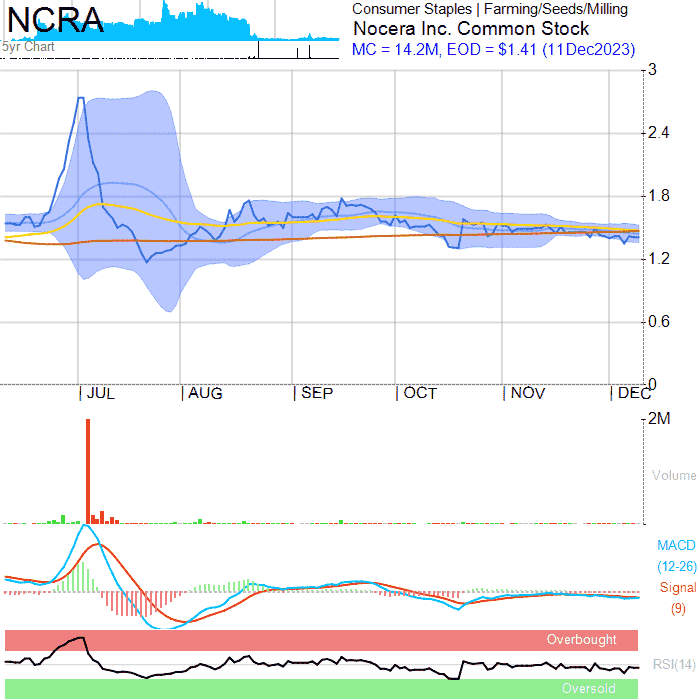 NCRA
5yr Chart
Consumer Staples | Farming/Seeds/Milling
Nocera Inc. Common Stock
MC = 14.2M, EOD = $1.41 (11Dec2023)
3
2.4
1.8
1.2
0.6
0
JUL AUG SEP OCT NOV DEC
2M
Volume
MACD
(12-26)
Signal
(9)
Overbought
RSI(14)
Oversold